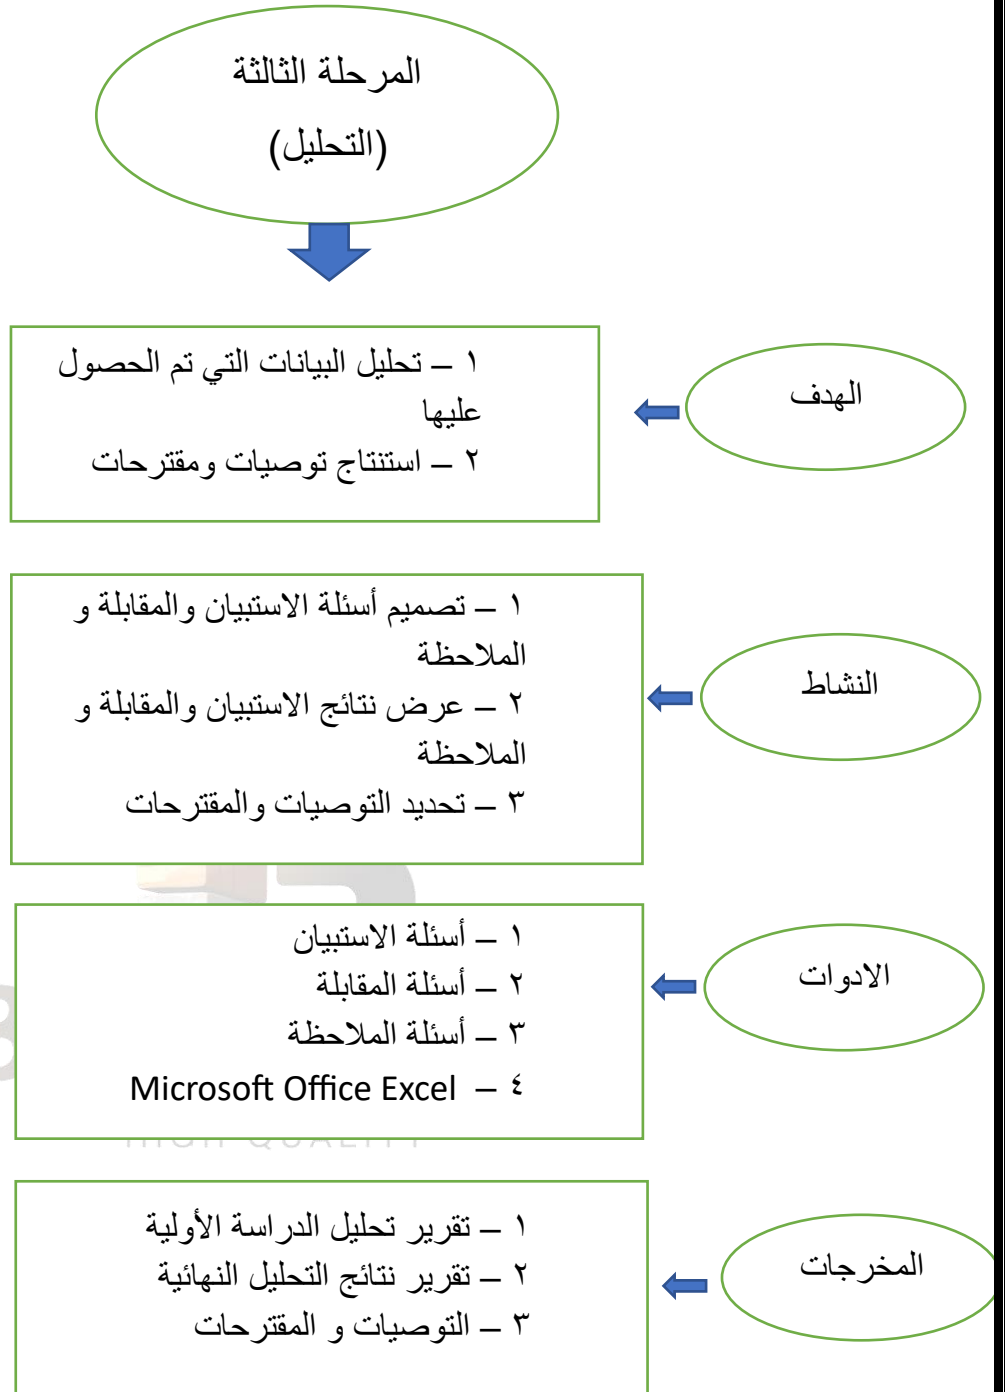 المرحلة الثالثة
(التحليل)
الهدف
١ – تحليل البيانات التي تم الحصول
عليها
٢ – استنتاج توصيات ومقترحات
النشاط
١ – تصميم أسئلة الاستبيان والمقابلة و
الملاحظة
٢ – عرض نتائج الاستبيان والمقابلة و
الملاحظة
٣ – تحديد التوصيات والمقترحات
الادوات
١ – أسئلة الاستبيان
٢ – أسئلة المقابلة
٣ – أسئلة الملاحظة
٤ – Microsoft Office Excel
HIGH QUALITY
المخرجات
١ – تقرير تحليل الدراسة الأولية
٢ – تقرير نتائج التحليل النهائية
٣ – التوصيات و المقترحات